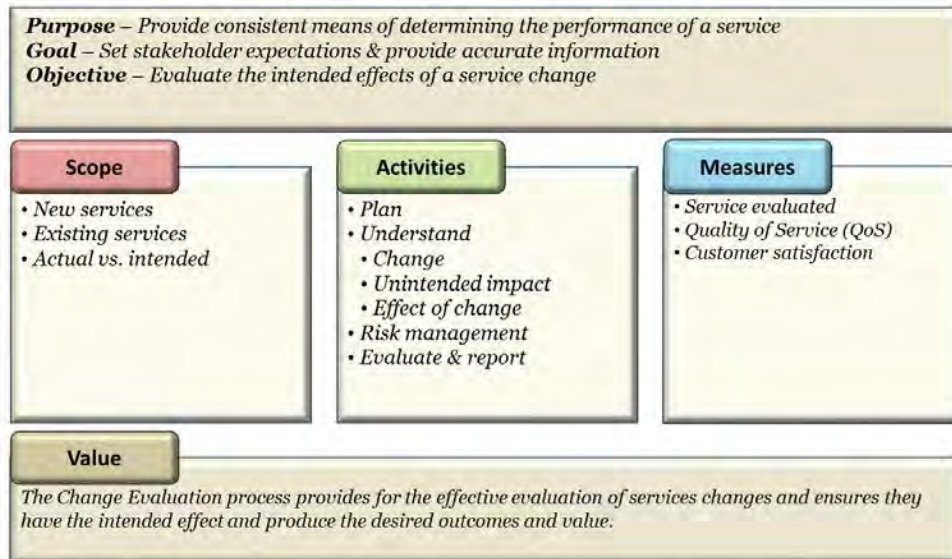 Purpose – Provide consistent means of determining the performance of a service
Goal – Set stakeholder expectations & provide accurate information
Objective – Evaluate the intended effects of a service change
Scope
• New services
• Existing services
• Actual vs. intended
Activities
• Plan
• Understand
• Change
• Unintended impact
• Effect of change
• Risk management
• Evaluate & report
Measures
• Service evaluated
• Quality of Service (QoS)
• Customer satisfaction
Value
The Change Evaluation process provides for the effective evaluation of services changes and ensures they
have the intended effect and produce the desired outcomes and value.